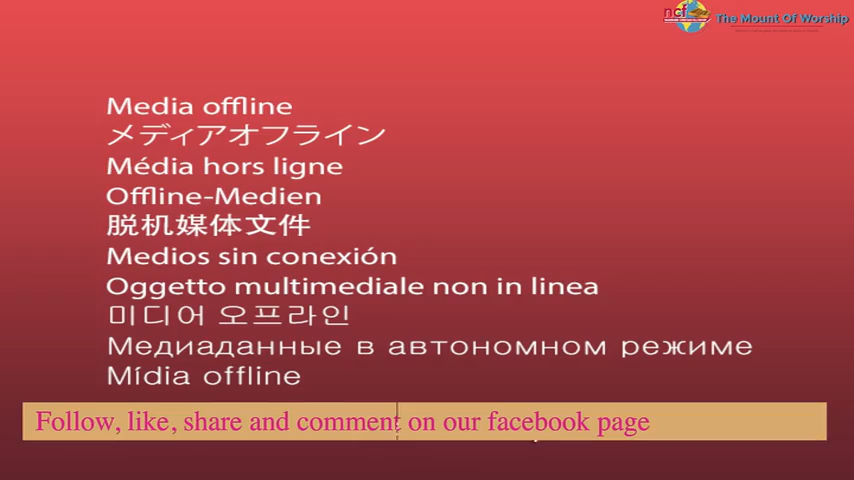 ncf
The Mount Of Worship
Media offline
メディアオフライン
Média hors ligne
Offline-Medien
脱机媒体文件
Medios sin conexión
Oggetto multimediale non in linea
미디어 오프라인
Медиаданные в автономном режиме
Mídia offline
Follow, like, share and comment on our facebook page